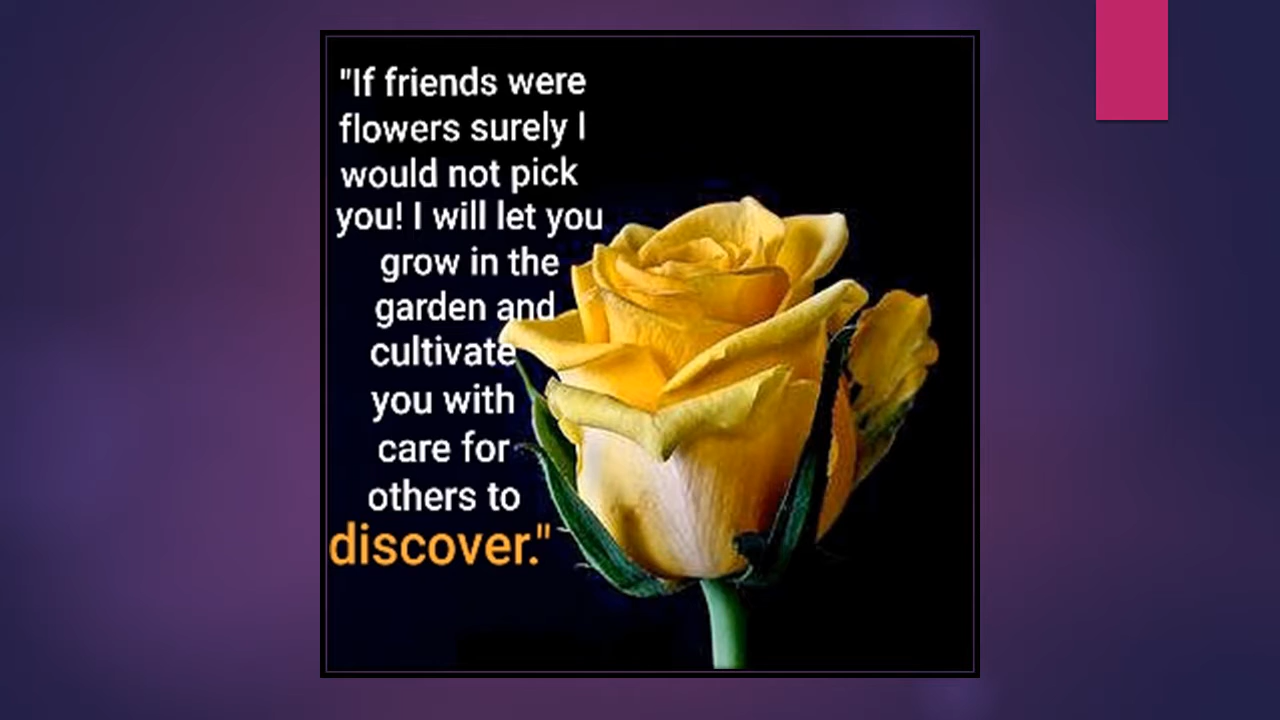 "If friends were
flowers surely I
would not pick
you! I will let you
grow in the
garden and
cultivate
you with
care for
others to
discover."